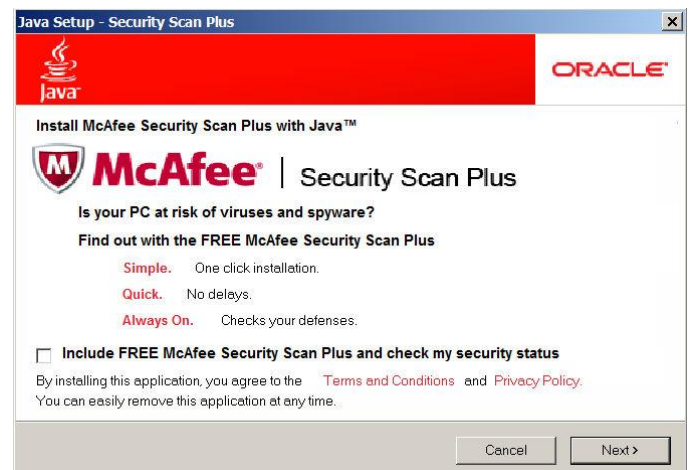 Java Setup - Security Scan Plus
Java
ORACLE
Install McAfee Security Scan Plus with Java™
McAfee® | Security Scan Plus
Is your PC at risk of viruses and spyware?
Find out with the FREE McAfee Security Scan Plus
Simple. One click installation.
Quick. No delays.
Always On. Checks your defenses.
Include FREE McAfee Security Scan Plus and check my security status
By installing this application, you agree to the Terms and Conditions and Privacy Policy.
You can easily remove this application at any time.
Cancel Next >